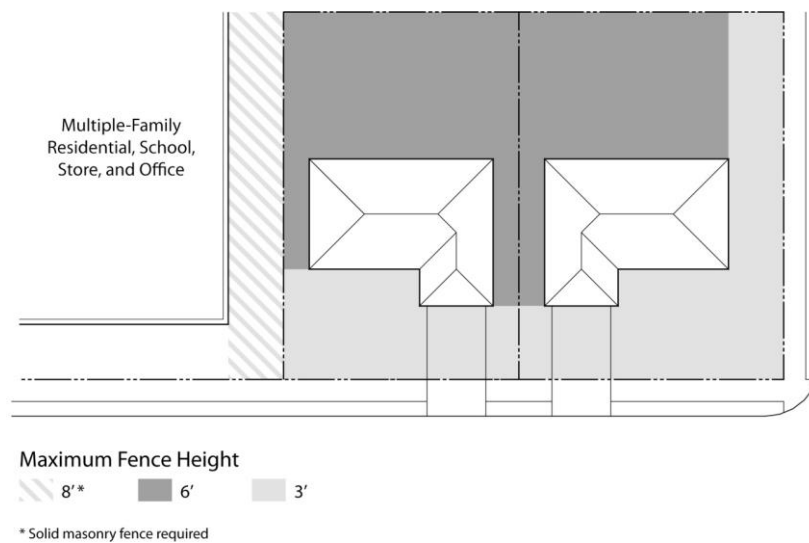 Multiple-Family
Residential, School,
Store, and Office
Maximum Fence Height
8'* 6' 3'
* Solid masonry fence required